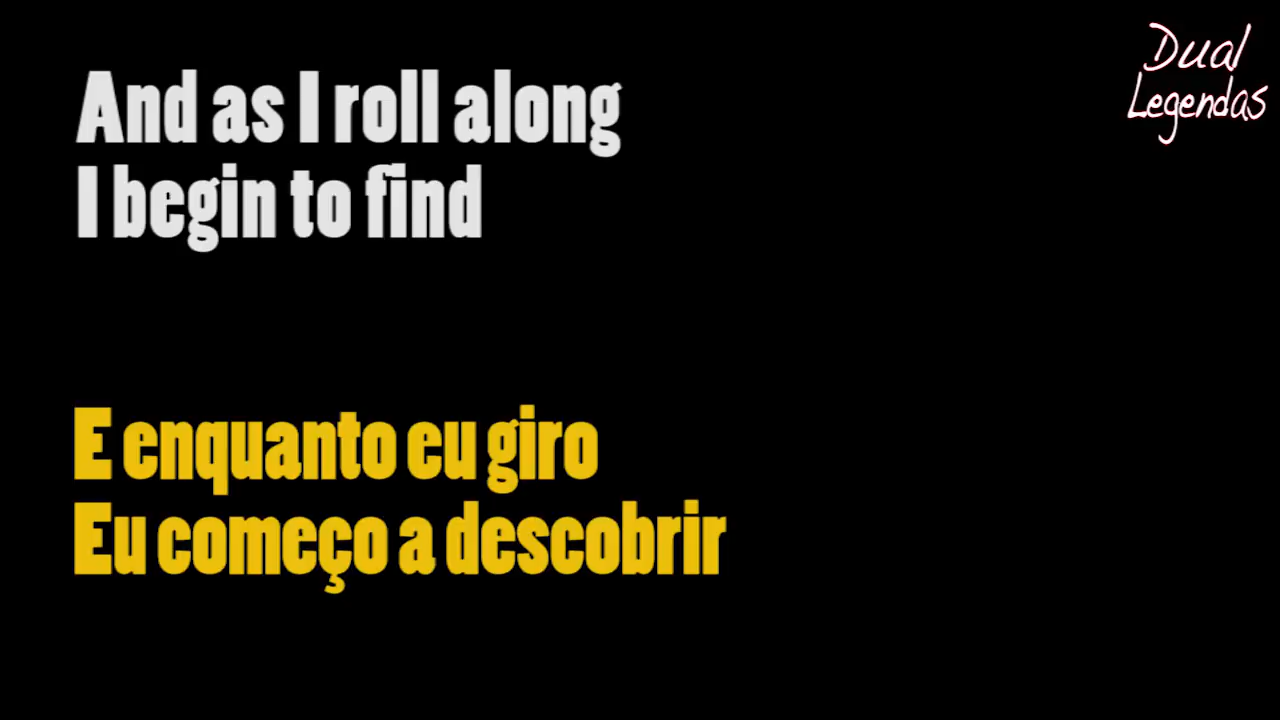 And as I roll along
I begin to find
E enquanto eu giro
Eu começo a descobrir
Dual
Legendas